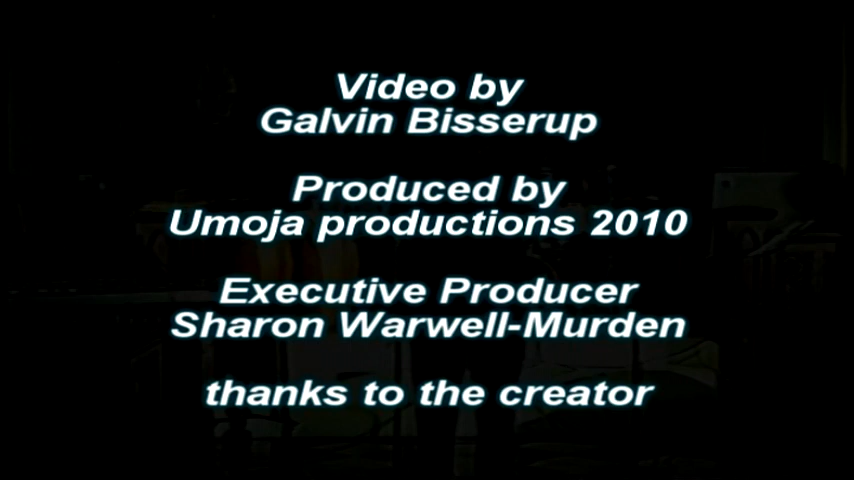 Video by
Galvin Bisserup
Produced by
Umoja productions 2010
Executive Producer
Sharon Warwell-Murden
thanks to the creator